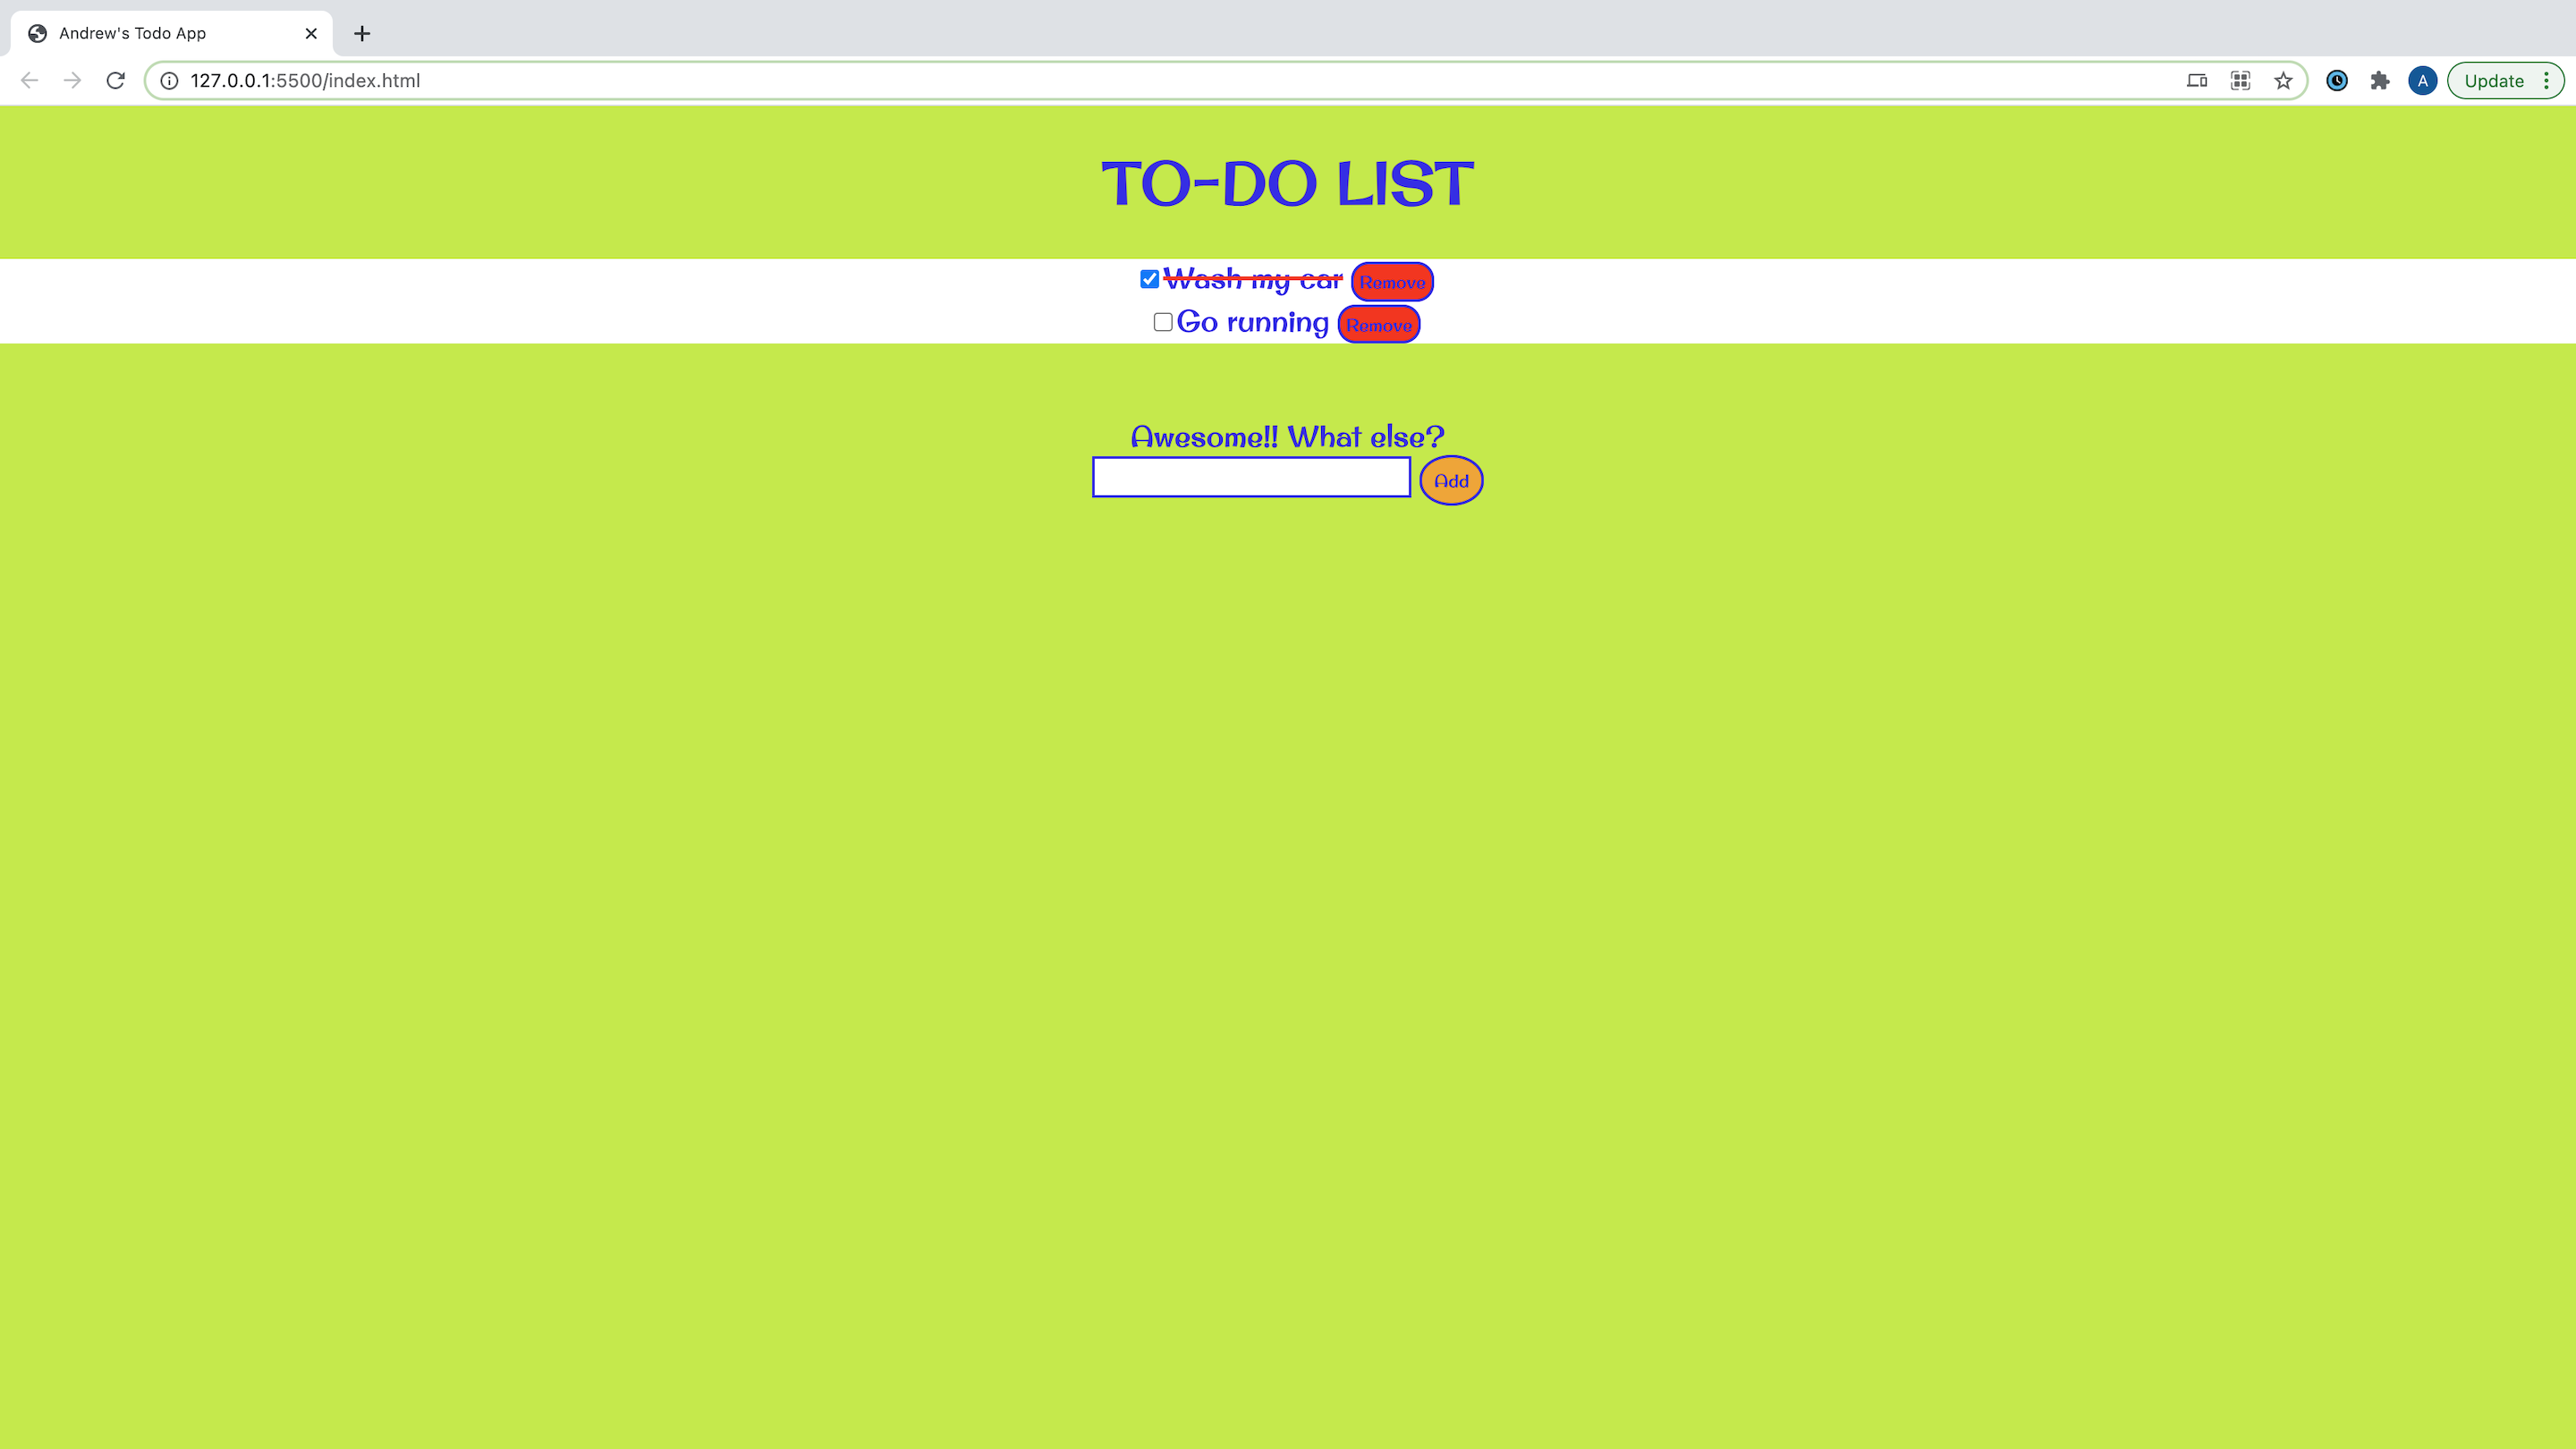 Andrew's Todo App
127.0.0.1:5500/index.html
A
Update
TO-DO LIST
Wash my car Remove
Go running Remove
Awesome!! What else?
Add